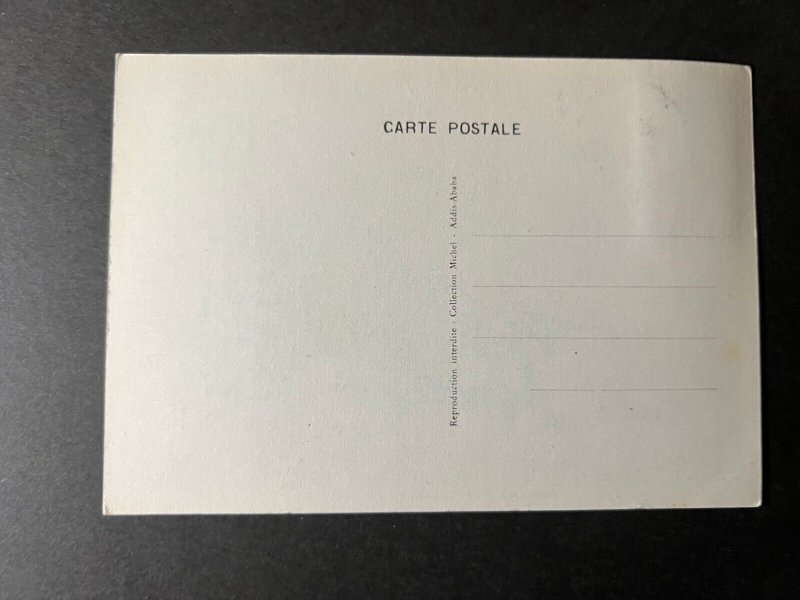 CARTE POSTALE
Reproduction interdite - Collection Michel - Addis-Ababa